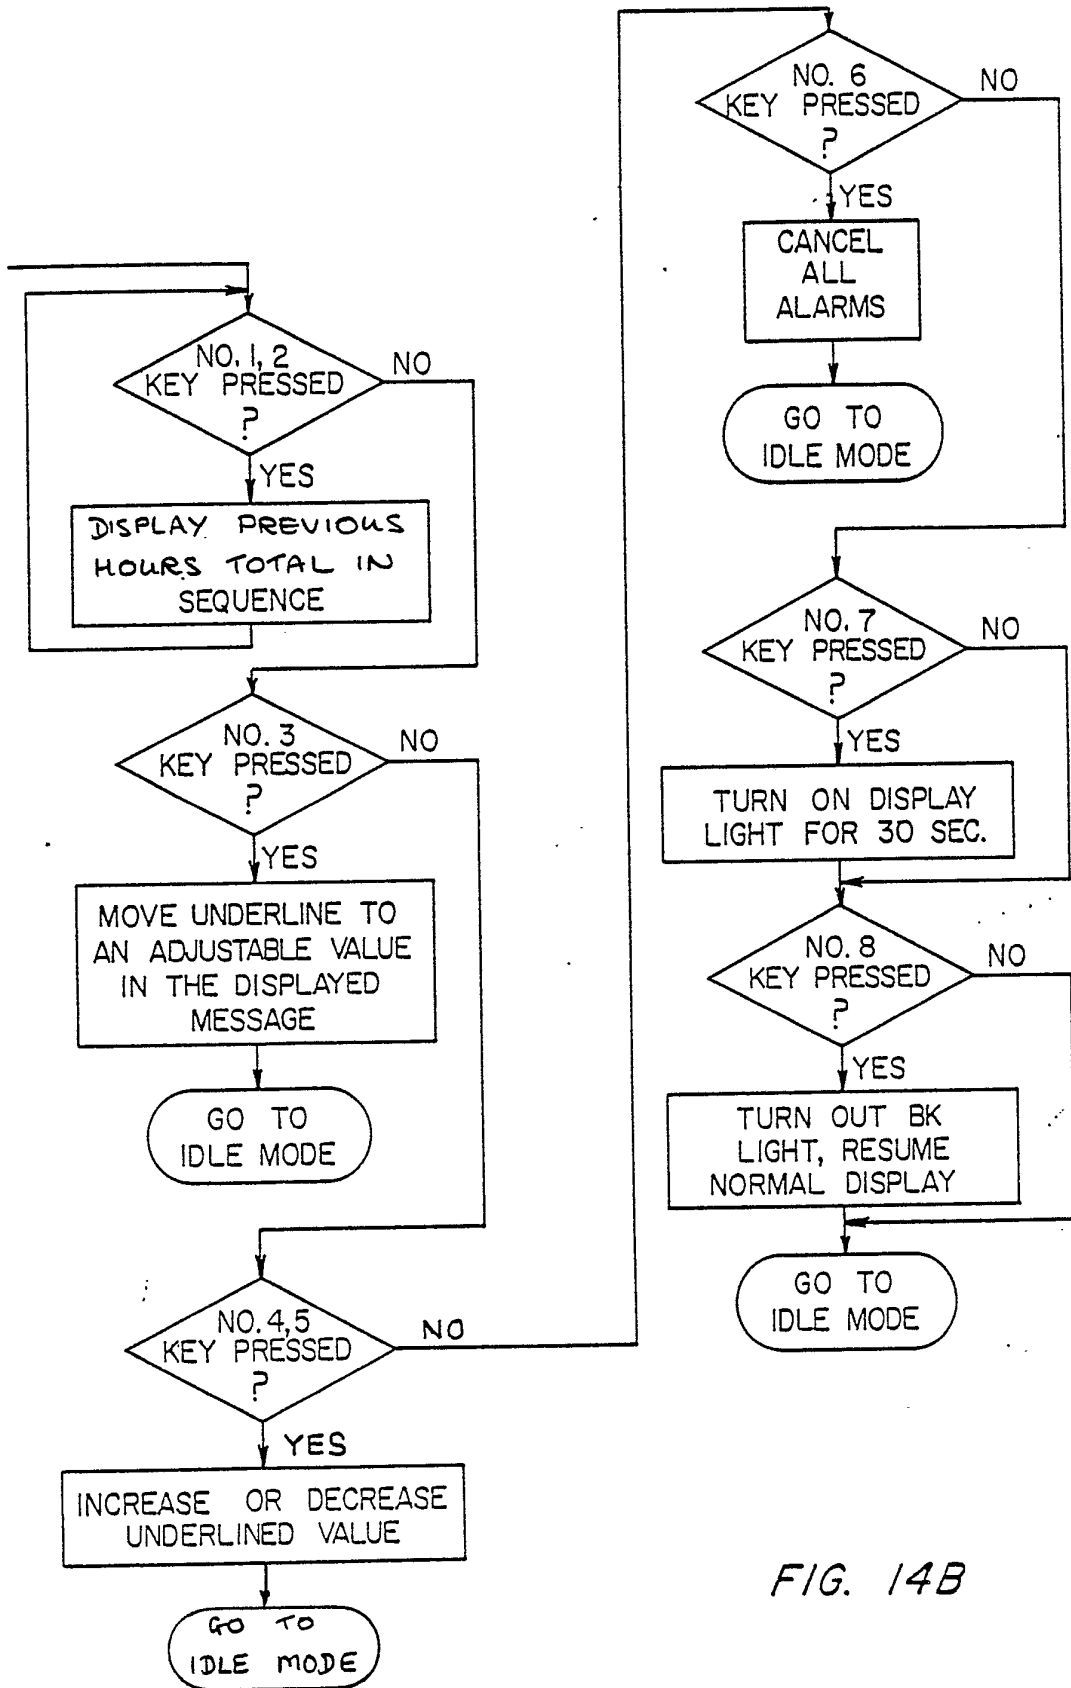 NO. 1, 2
KEY PRESSED
?
NO
YES
DISPLAY PREVIOUS
HOURS TOTAL IN
SEQUENCE
NO. 3
KEY PRESSED
?
NO
YES
MOVE UNDERLINE TO
AN ADJUSTABLE VALUE
IN THE DISPLAYED
MESSAGE
GO TO
IDLE MODE
NO. 4, 5
KEY PRESSED
?
NO
YES
INCREASE OR DECREASE
UNDERLINED VALUE
GO TO
IDLE MODE
NO. 6
KEY PRESSED
?
NO
YES
CANCEL
ALL
ALARMS
GO TO
IDLE MODE
NO. 7
KEY PRESSED
?
NO
YES
TURN ON DISPLAY
LIGHT FOR 30 SEC.
NO. 8
KEY PRESSED
?
NO
YES
TURN OUT BK
LIGHT, RESUME
NORMAL DISPLAY
GO TO
IDLE MODE
FIG. 14B